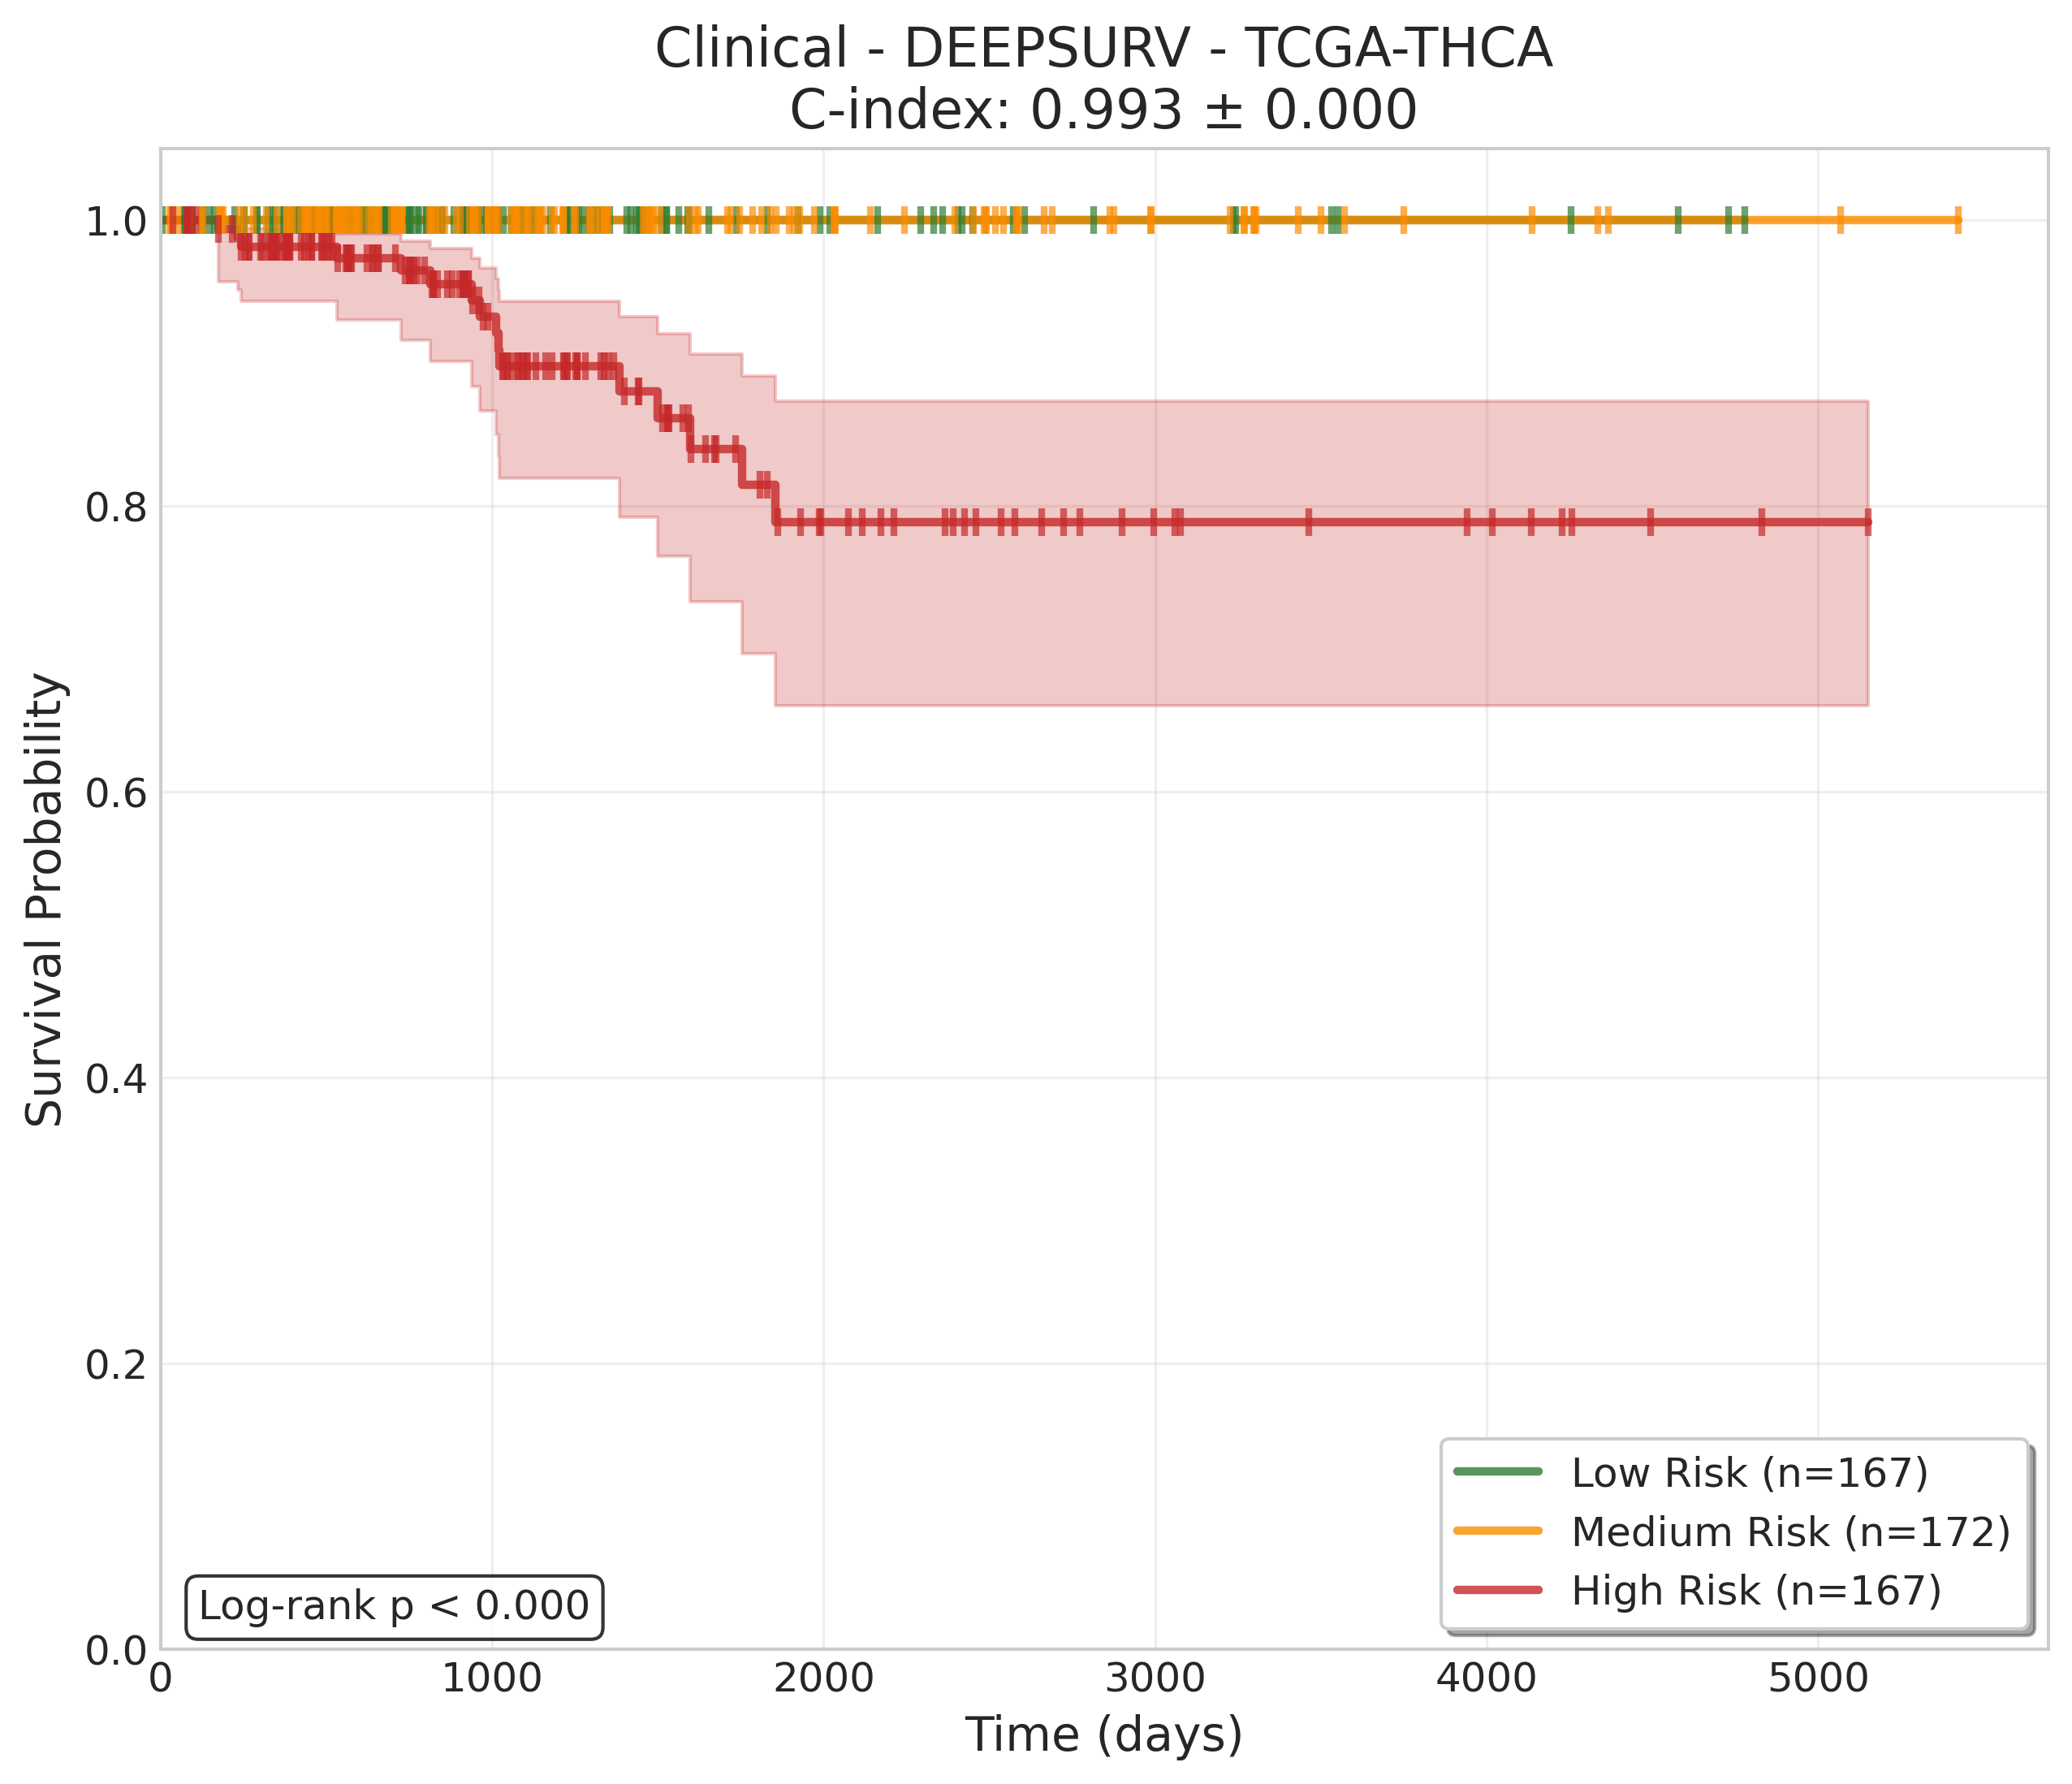 Clinical - DEEPSURV - TCGA-THCA
C-index: 0.993 ± 0.000
Survival Probability
1.0
0.8
0.6
0.4
0.2
0.0
Low Risk (n=167)
Medium Risk (n=172)
High Risk (n=167)
Log-rank p < 0.000
0 1000 2000 3000 4000 5000
Time (days)